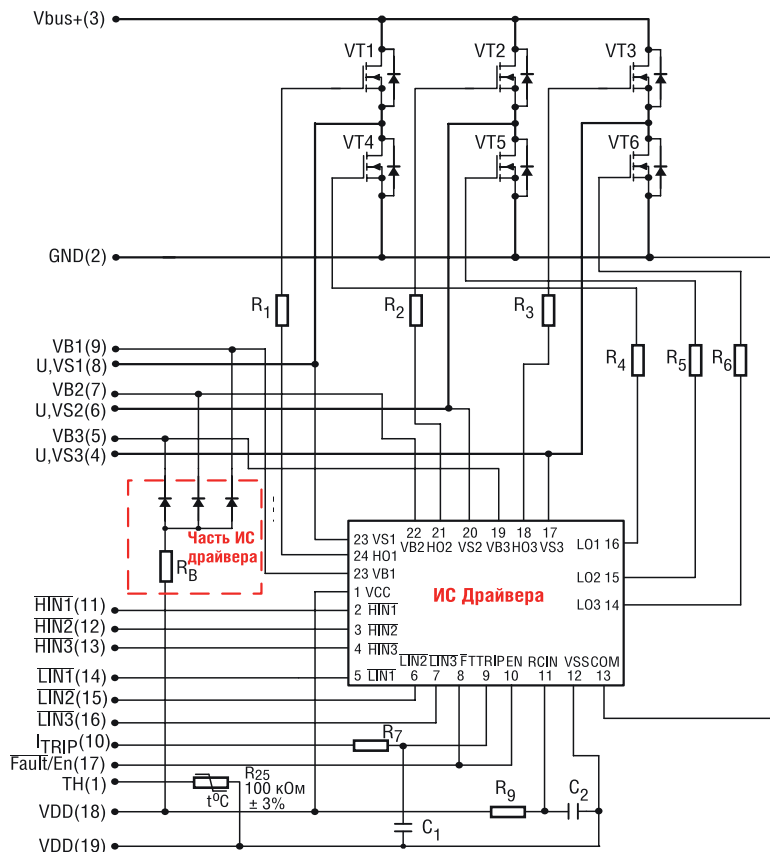 Vbus+(3)
VT1 VT2 VT3
VT4 VT5 VT6
GND(2)
R1 R2 R3
R4 R5 R6
VB1(9)
U,VS1(8)
VB2(7)
U,VS2(6)
VB3(5)
U,VS3(4)
Часть ИС
драйвера
RB
22 21 20 19 18 17
VB2 HO2 VS2 VB3 HO3 VS3
23 VS1
24 HO1
23 VB1
1 VCC
2 HIN1
3 HIN2
4 HIN3
5 LIN1
LO1 16
LO2 15
LO3 14
ИС Драйвера
LIN2 LIN3 FTTRIP EN RCIN VSS COM
6 7 8 9 10 11 12 13
HIN1(11)
HIN2(12)
HIN3(13)
LIN1(14)
LIN2(15)
LIN3(16)
ITRIP(10)
R7
Fault/En(17)
TH(1)
t°C
R25
100 кОм
± 3%
VDD(18)
R9
C2
C1
VDD(19)